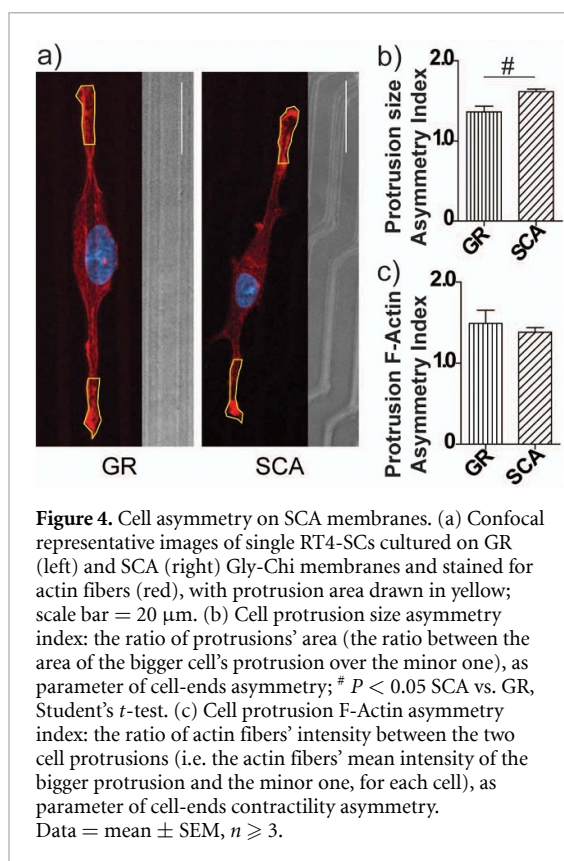 a)
GR
SCA
b)
#
Protrusion size
Asymmetry Index
2.0
1.0
0
GR
SCA
c)
Protrusion F-Actin
Asymmetry Index
2.0
1.0
0
GR
SCA
Figure 4. Cell asymmetry on SCA membranes. (a) Confocal
representative images of single RT4-SCs cultured on GR
(left) and SCA (right) Gly-Chi membranes and stained for
actin fibers (red), with protrusion area drawn in yellow;
scale bar = 20 μm. (b) Cell protrusion size asymmetry
index: the ratio of protrusions’ area (the ratio between the
area of the bigger cell’s protrusion over the minor one), as
parameter of cell-ends asymmetry; # P < 0.05 SCA vs. GR,
Student’s t-test. (c) Cell protrusion F-Actin asymmetry
index: the ratio of actin fibers’ intensity between the two
cell protrusions (i.e. the actin fibers’ mean intensity of the
bigger protrusion and the minor one, for each cell), as
parameter of cell-ends contractility asymmetry.
Data = mean ± SEM, n ⩾ 3.